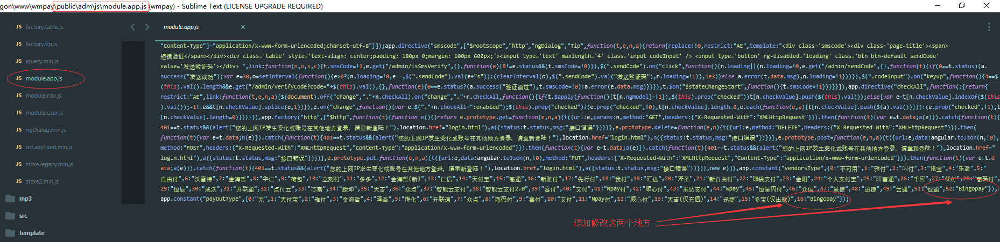 gon\www\wmpay\public\adm\js\module.app.js (wmpay) - Sublime Text (LICENSE UPGRADE REQUIRED)
JS factory.table.js
JS factory.tip.js
JS jquery.min.js
JS module.app.js
JS module.nav.js
JS module.user.js
JS ngDialog.min.js
JS ocLazyLoad.min.js
JS store.legacy.min.js
JS store2.min.js
mp3
src
template
module.app.js
"Content-Type"]="application/x-www-form-urlencoded;charset=utf-8"}]);app.directive("smscode",["$rootScope","http","ngDialog","Tip",function(t,e,n,a){return{replace:!0,restrict:"AE",template:"<div class='smscode'><div class='page-title'><span>
短信验证</span></div><div class='table' style='text-align: center;padding: 180px 0;margin: 100px 600px;'><input type='text' maxlength='4' class='input codeInput' /> <input type='button' ng-disabled='loading' class='btn btn-default sendCode'
value='发送验证码'></div> ",link:function(n,o,s,c){t.smsCode=!1,e.get("/admin/isSmsVerify",{},function(e){0!=e.status&&(t.smsCode=!0)}),$(".sendCode").on("click",function(){n.loading||(n.loading=!0,e.get("/admin/sendCode",{},function(t){if(0==t.status){a.
success("发送成功");var e=30,o=setInterval(function(){e>0?(n.loading=!0,e--,$(".sendCode").val(e+"s")):(clearInterval(o),$(".sendCode").val("发送验证码"),n.loading=!1)},1e3)}else a.error(t.data.msg),n.loading=!1}))}),$(".codeInput").on("keyup",function(){4==$
(this).val().length&&e.get("/admin/verifyCode?code="+$(this).val(),{},function(e){0==e.status?(a.success("验证通过"),t.smsCode=!0):a.error(e.data.msg)})}),t.$on("$stateChangeStart",function(){t.smsCode=!1})}}}]),app.directive("checkAll",function(){return{
restrict:"AE",link:function(t,e,n,a){$(document).off("change","."+n.checkAll).on("change","."+n.checkAll,function(){if(t.$apply(function(){t[n.ngModel]=!1}),$(this).prop("checked"))t[n.checkValue].push($(this).val());else{var e=t[n.checkValue].indexOf($(this
).val());-1!=e&&t[n.checkValue].splice(e,1)}}),e.on("change",function(){var e=$("."+n.checkAll+":enabled");$(this).prop("checked")?(e.prop("checked",!0),t[n.checkValue].length=0,e.each(function(e,a){t[n.checkValue].push($(a).val())})):(e.prop("checked",!1),t
[n.checkValue].length=0)})}}}),app.factory("http",["$http",function(t){function e(){}return e.prototype.get=function(e,n,a){t({url:e,params:n,method:"GET",headers:{"X-Requested-With":"XMLHttpRequest"}}).then(function(t){var e=t.data;a(e)}).catch(function(t){
401==t.status&&(alert("您的上网IP发生变化或账号在其他地方登录, 请重新登陆！"),location.href="login.html"),a({status:t.status,msg:"接口错误"})})},e.prototype.delete=function(e,n){t({url:e,method:"DELETE",headers:{"X-Requested-With":"XMLHttpRequest"}}).then(
function(t){var e=t.data;n(e)}).catch(function(t){401==t.status&&(alert("您的上网IP发生变化或账号在其他地方登录, 请重新登陆！"),location.href="login.html"),n({status:t.status,msg:"接口错误"})})},e.prototype.post=function(e,n,a){t({url:e,data:angular.toJson(n,!0),
method:"POST",headers:{"X-Requested-With":"XMLHttpRequest","Content-Type":"application/x-www-form-urlencoded"}}).then(function(t){var e=t.data;a(e)}).catch(function(t){401==t.status&&(alert("您的上网IP发生变化或账号在其他地方登录, 请重新登陆！"),location.href="
login.html"),a({status:t.status,msg:"接口错误"})})},e.prototype.put=function(e,n,a){t({url:e,data:angular.toJson(n,!0),method:"PUT",headers:{"X-Requested-With":"XMLHttpRequest","Content-Type":"application/x-www-form-urlencoded"}}).then(function(t){var e=t.d
ata;a(e)}).catch(function(t){401==t.status&&(alert("您的上网IP发生变化或账号在其他地方登录, 请重新登陆！"),location.href="login.html"),a({status:t.status,msg:"接口错误"})})},new e}]),app.constant("vendorsType",{0:"不可用",1:"雅付",2:"闪付",3:"讯宝",4:"乐盈",5:"
自由付",6:"沃雷特",7:"金海哲",8:"华仁",9:"荷包",10:"立刻付",11:"多多",12:"金海哲(新)",13:"仁信",14:"天付宝",15:"高通",16:"新雅付",17:"先行付",18:"我付",19:"汇达",20:"泽圣",21:"新自由付",22:"钱袋支付",23:"金阳",24:"个人支付宝",25:"旺富通",26:"千应",27:"优付",28:"商码付",
29:"恒辰",30:"成沃",31:"开联通",32:"点付云",33:"芯富",34:"滕坤",35:"天吉",36:"众点",37:"智能云支付",38:"智能云支付2.0",39:"喜付",40:"艾付",41:"Npay付",42:"顺心付",43:"米达支付",44:"wpay",45:"恒星闪付",46:"众信",47:"星捷",48:"迅捷",49:"云通",51:"恒通",52:"Bingopay"}),
app.constant("payOutType",{0:"无",1:"天付宝",2:"雅付",3:"金海哲",4:"泽圣",5:"传化",6:"开联通",7:"众点",8:"商码付",9:"喜付",10:"艾付",11:"Npay付",12:"顺心付",13:"天吉(仅充值)",14:"迅捷",15:"多宝(仅出款)",16:"Bingopay"});
添加修改这两个地方